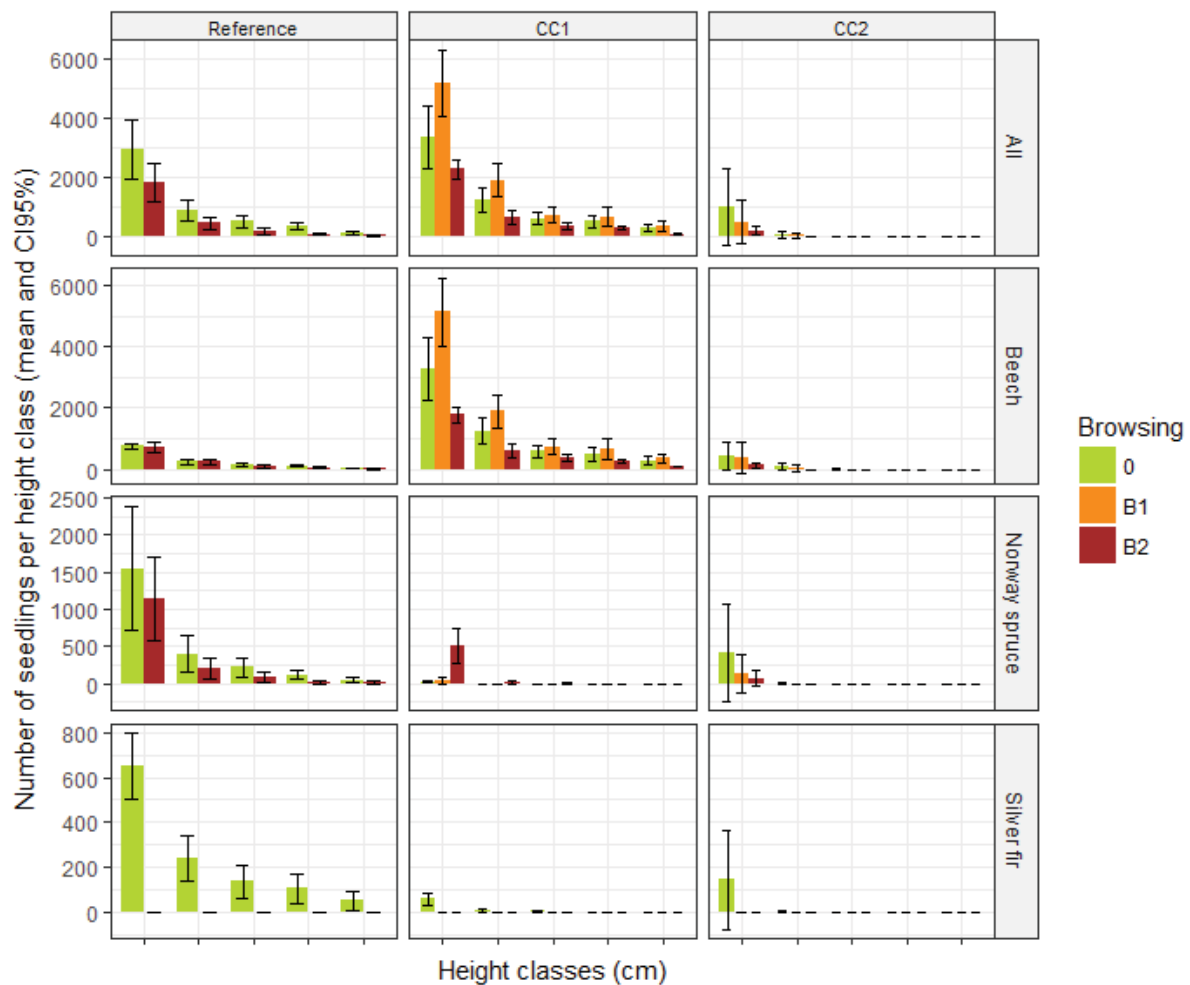 Reference
CC1
CC2
Number of seedlings per height class (mean and CI95%)
6000
4000
2000
0
All
6000
4000
2000
0
Beech
2500
2000
1500
1000
500
0
Norway spruce
800
600
400
200
0
Silver fir
Height classes (cm)
Browsing
0
B1
B2